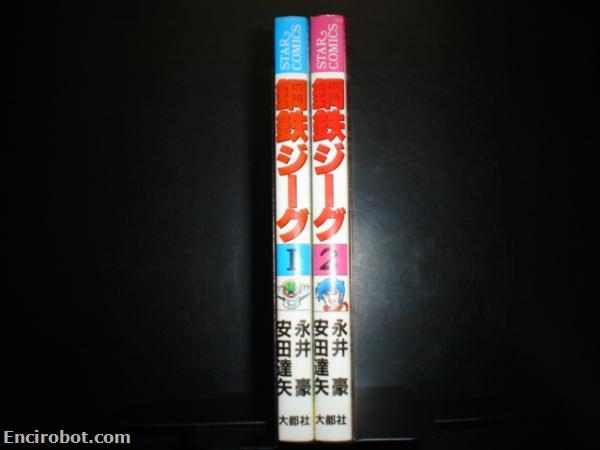 STAR
COMICS
鋼鉄ジーグ
1
永井豪
安田達矢
大都社
STAR
COMICS
鋼鉄ジーグ
2
永井豪
安田達矢
大都社
Encirobot.com